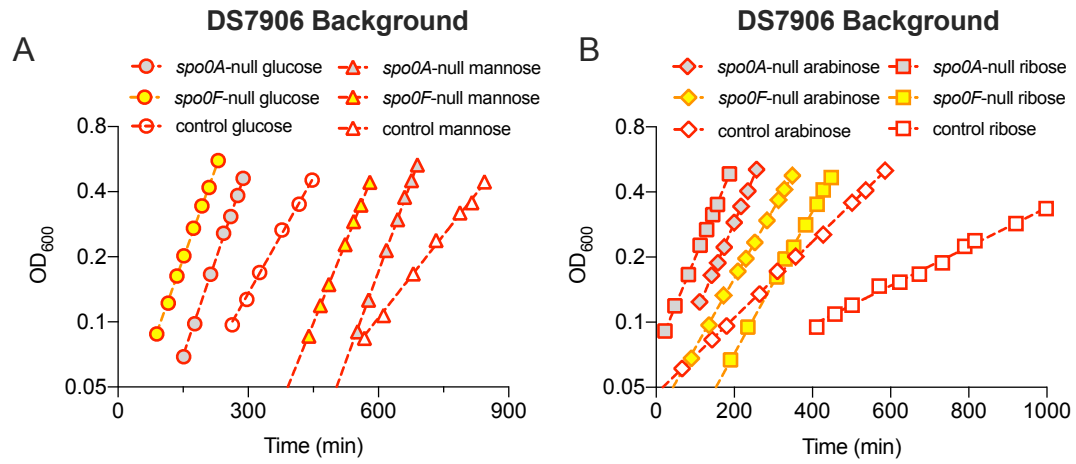 A
DS7906 Background
spo0A-null glucose
spo0F-null glucose
control glucose
spo0A-null mannose
spo0F-null mannose
control mannose
OD600
0.8
0.4
0.2
0.1
0.05
0 300 600 900
Time (min)
B
DS7906 Background
spo0A-null arabinose
spo0F-null arabinose
control arabinose
spo0A-null ribose
spo0F-null ribose
control ribose
OD600
0.8
0.4
0.2
0.1
0.05
0 200 400 600 800 1000
Time (min)